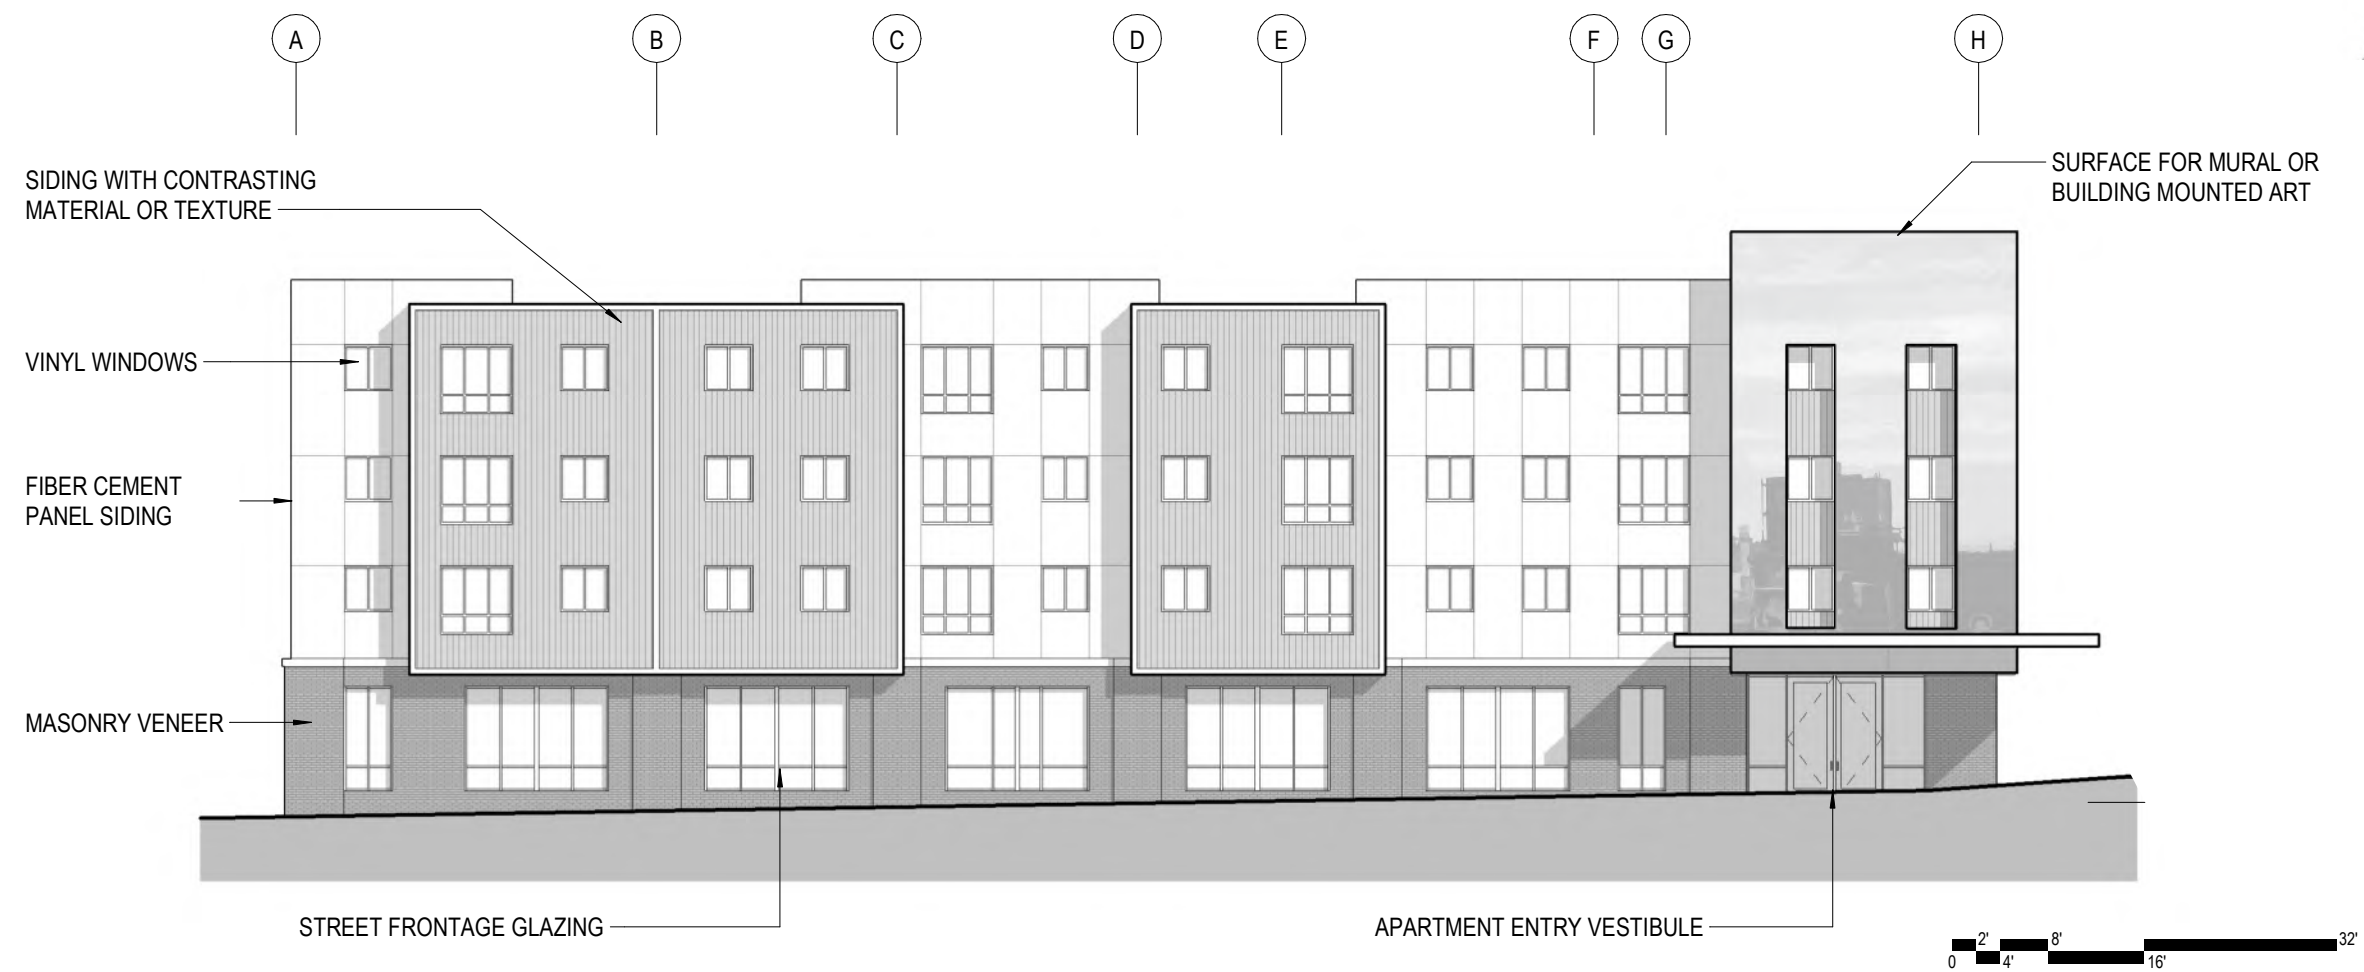 A
B
C
D
E
F
G
H
SIDING WITH CONTRASTING
MATERIAL OR TEXTURE
SURFACE FOR MURAL OR
BUILDING MOUNTED ART
VINYL WINDOWS
FIBER CEMENT
PANEL SIDING
MASONRY VENEER
STREET FRONTAGE GLAZING
APARTMENT ENTRY VESTIBULE
2' 8' 32'
0 4' 16'